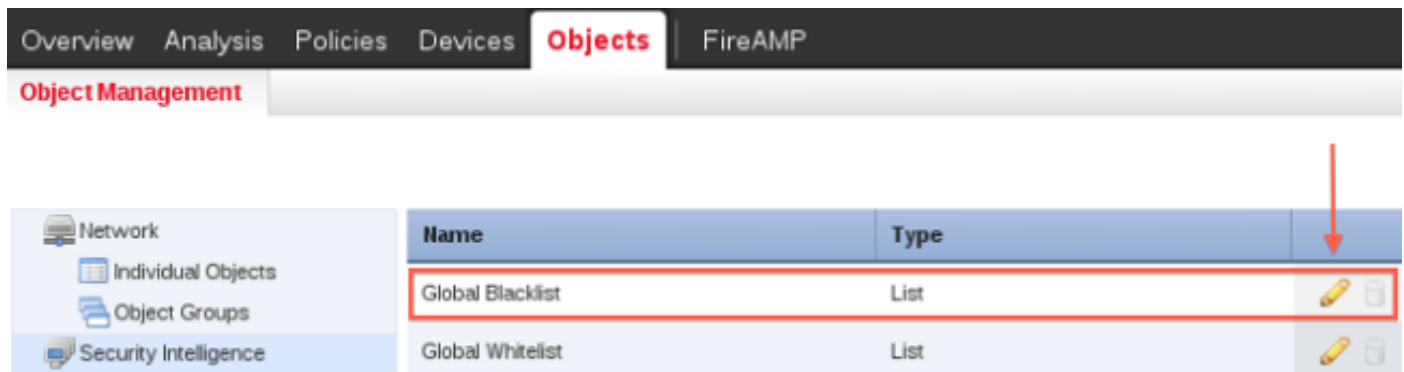 Overview Analysis Policies Devices Objects FireAMP
Object Management
Network
Individual Objects
Object Groups
Security Intelligence
Name Type
Global Blacklist List
Global Whitelist List